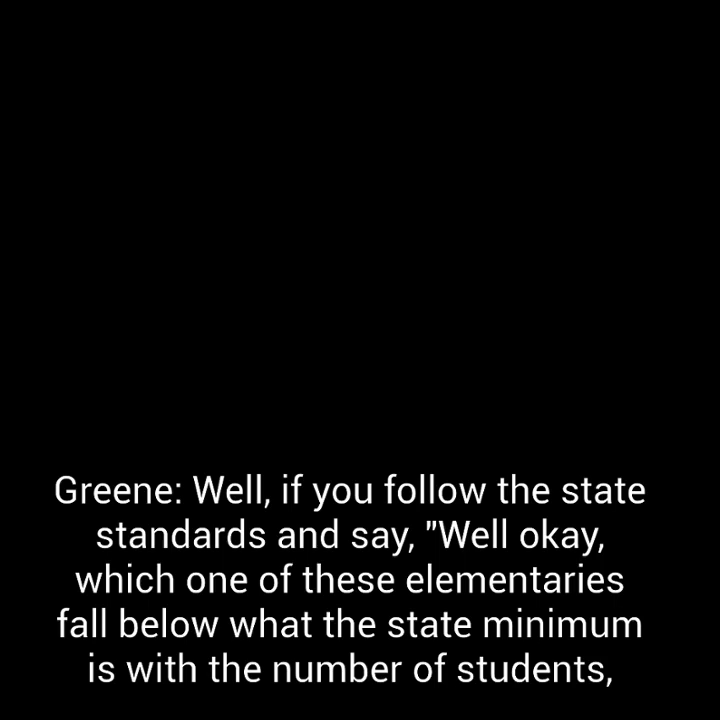 Greene: Well, if you follow the state
standards and say, "Well okay,
which one of these elementaries
fall below what the state minimum
is with the number of students,